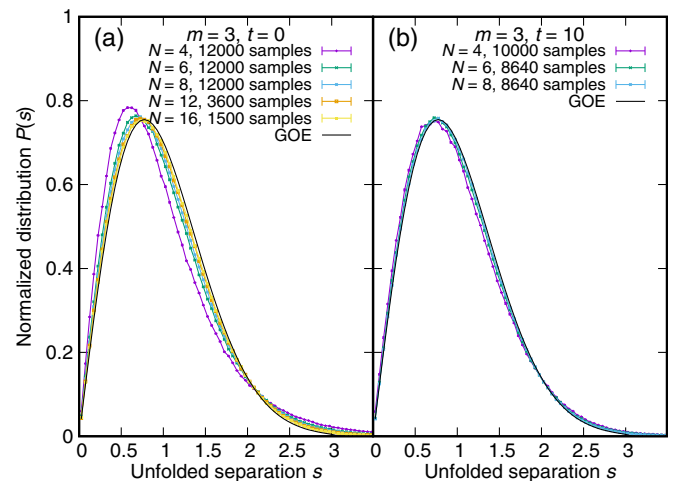 (a) m = 3, t = 0
N = 4, 12000 samples
N = 6, 12000 samples
N = 8, 12000 samples
N = 12, 3600 samples
N = 16, 1500 samples
GOE
(b) m = 3, t = 10
N = 4, 10000 samples
N = 6, 8640 samples
N = 8, 8640 samples
GOE
Normalized distribution P(s)
1
0.8
0.6
0.4
0.2
0
0 0.5 1 1.5 2 2.5 3
0 0.5 1 1.5 2 2.5 3
Unfolded separation s
Unfolded separation s